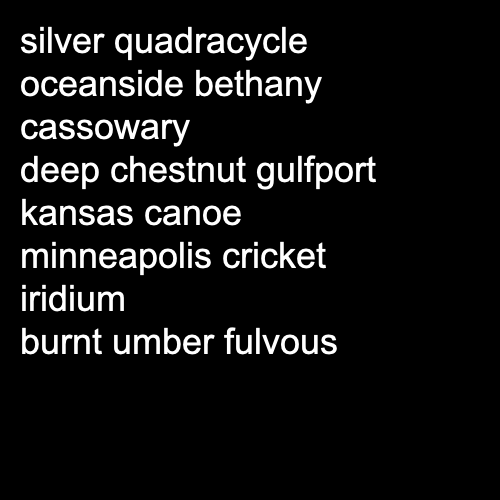 silver quadracycle
oceanside bethany
cassowary
deep chestnut gulfport
kansas canoe
minneapolis cricket
iridium
burnt umber fulvous